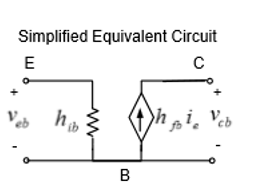 Simplified Equivalent Circuit
E C
+ +
v_eb h_ib h_fb i_e v_cb
- -
B